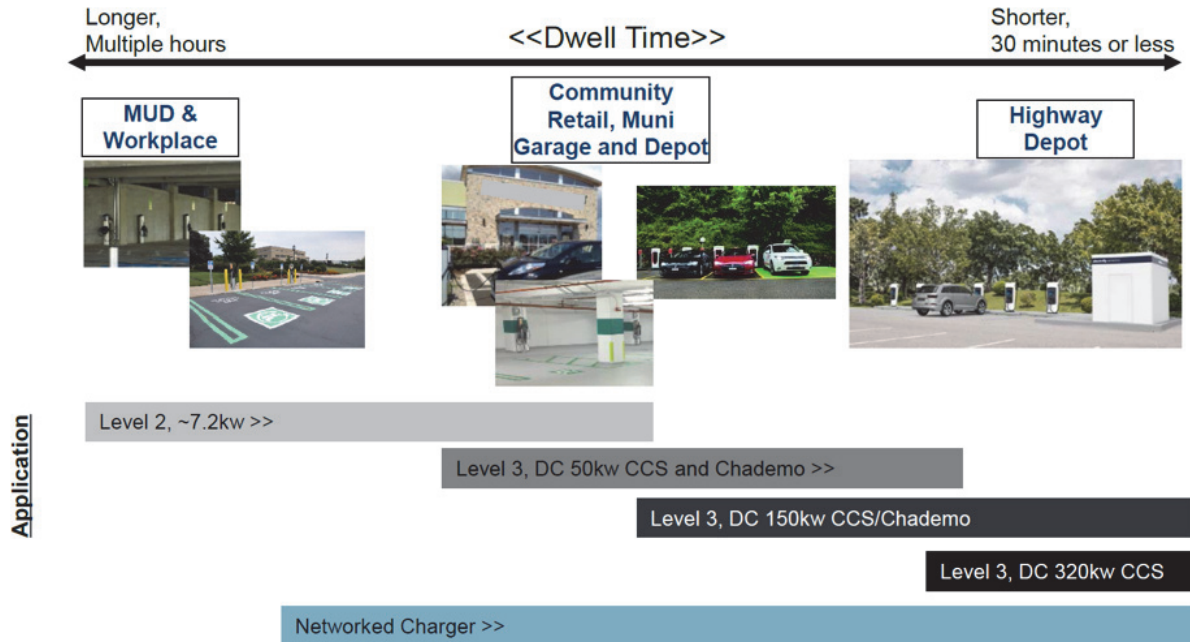 Longer,
Multiple hours
<<Dwell Time>>
Shorter,
30 minutes or less
MUD &
Workplace
Community
Retail, Muni
Garage and Depot
Highway
Depot
Application
Level 2, ~7.2kw >>
Level 3, DC 50kw CCS and Chademo >>
Level 3, DC 150kw CCS/Chademo
Level 3, DC 320kw CCS
Networked Charger >>